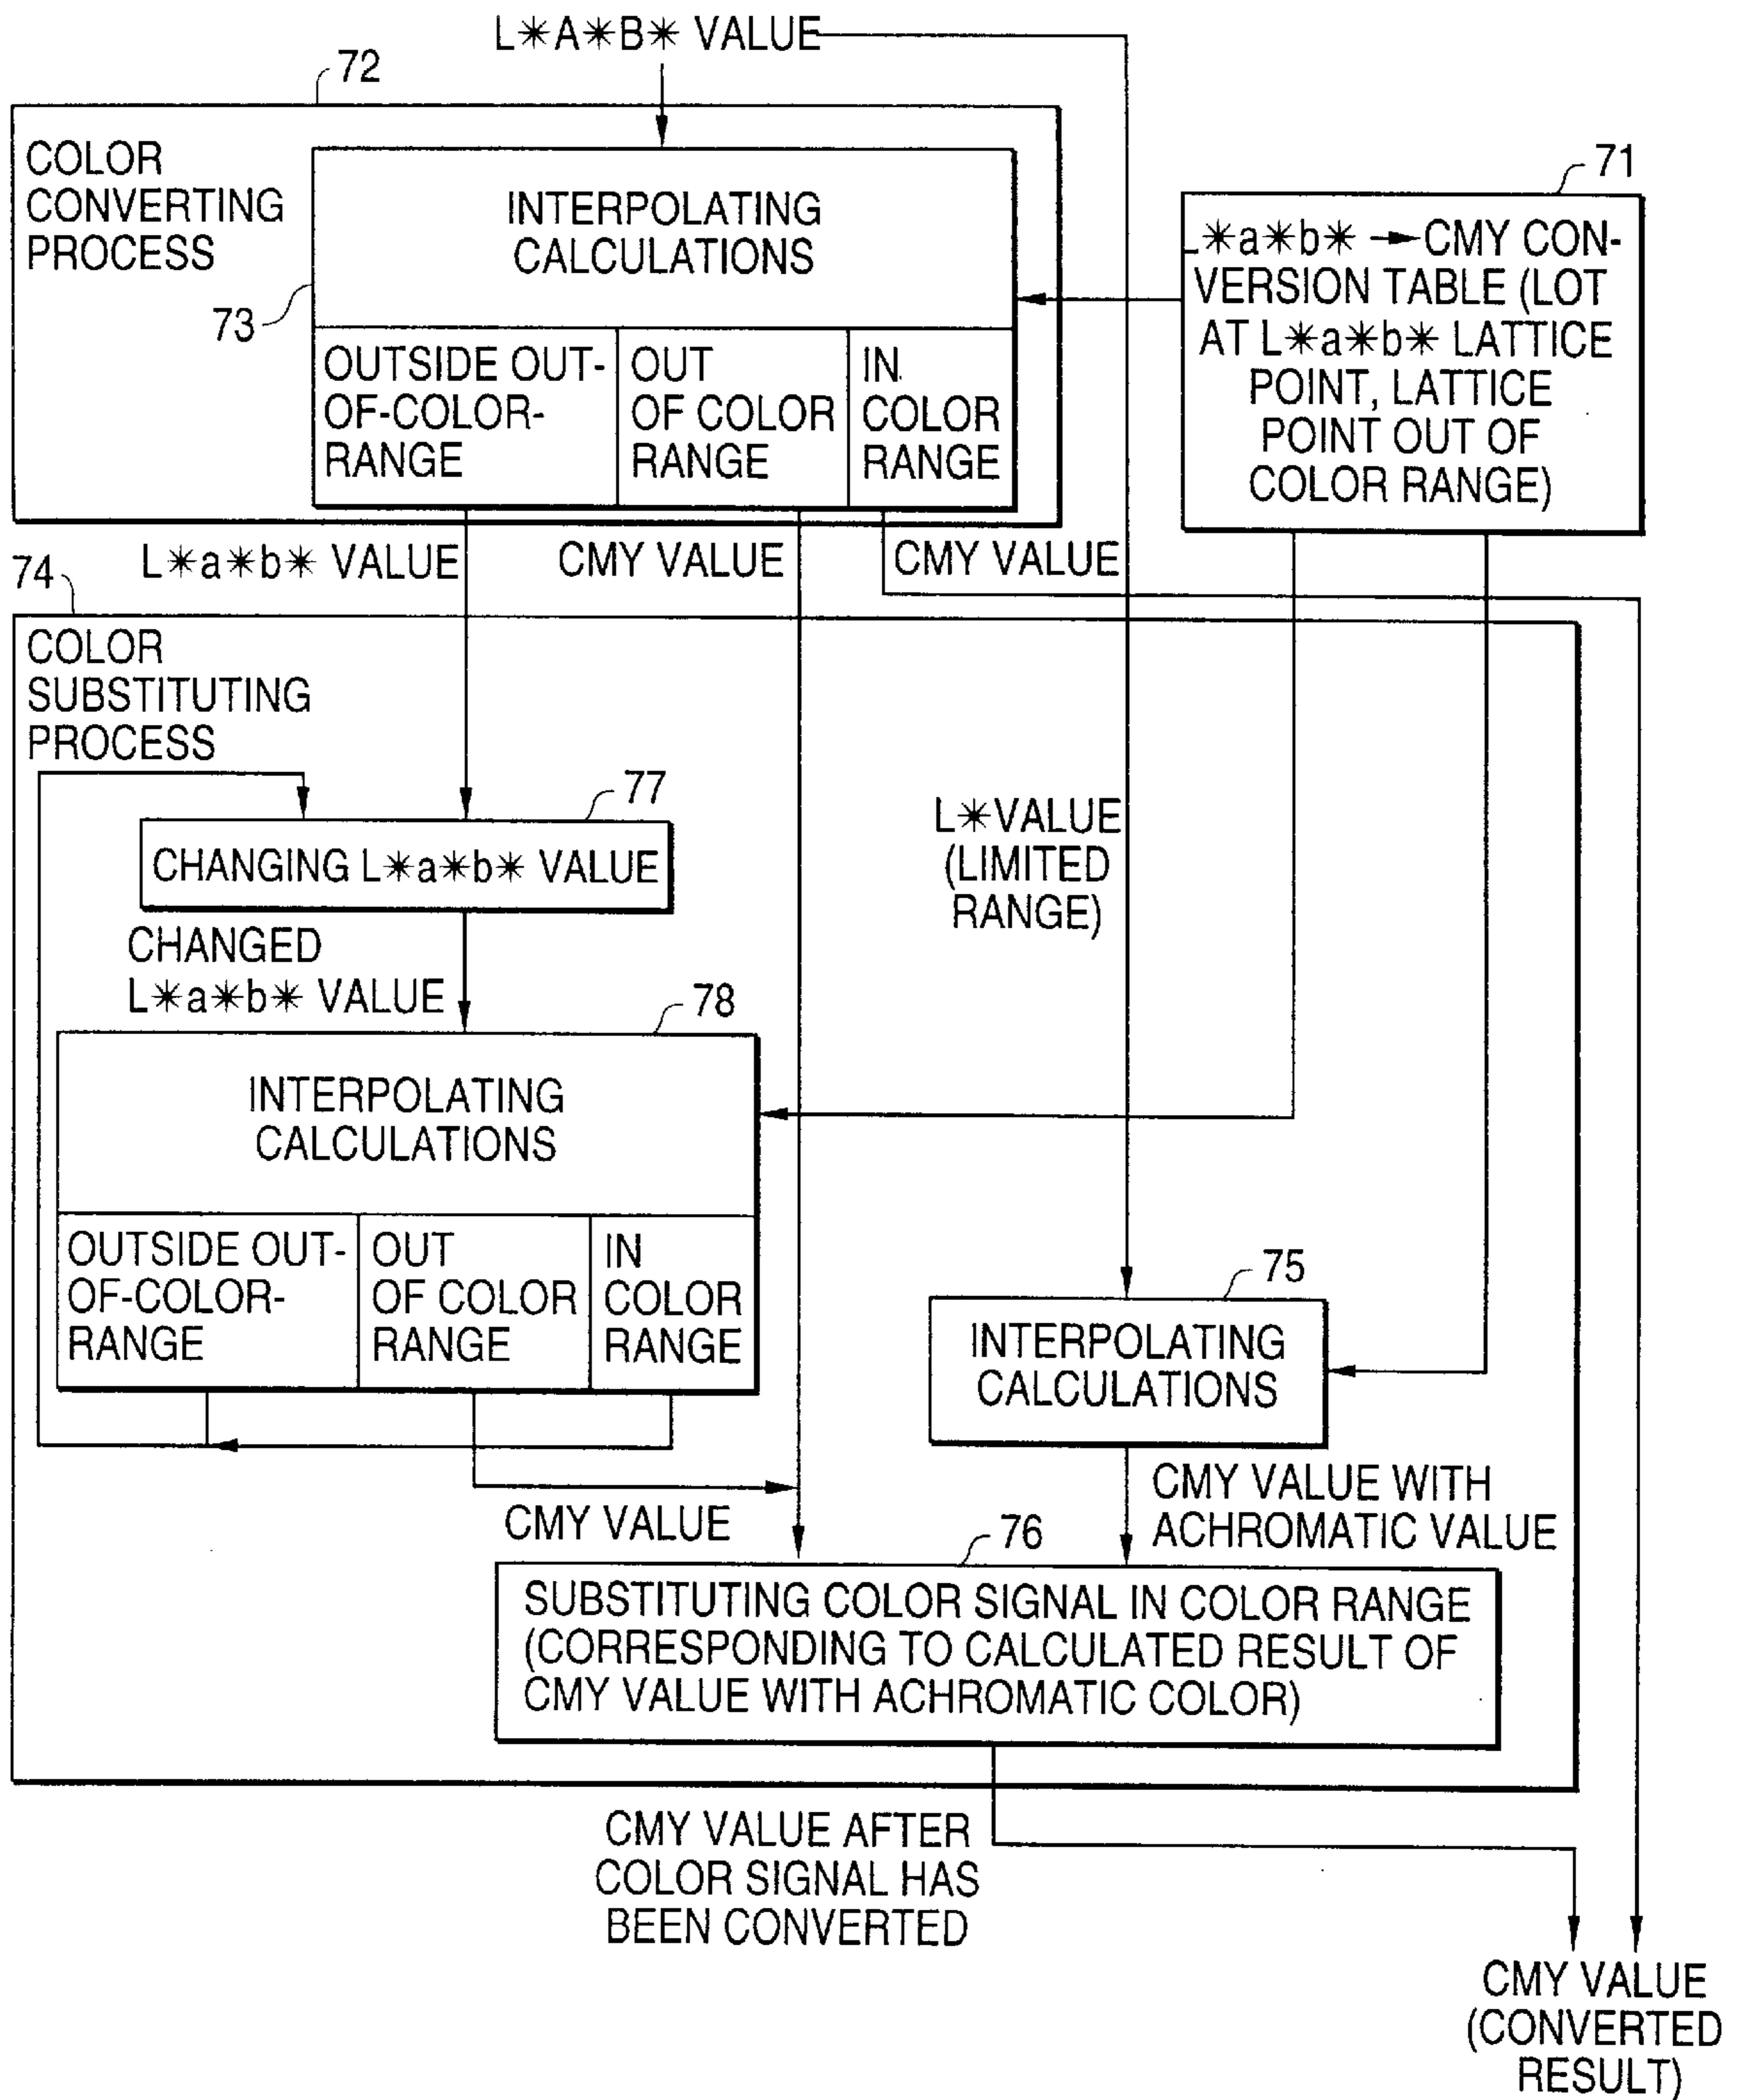 L✳A✳B✳ VALUE
72
COLOR
CONVERTING
PROCESS
INTERPOLATING
CALCULATIONS
73
OUTSIDE OUT-
OF-COLOR-
RANGE
OUT
OF COLOR
RANGE
IN
COLOR
RANGE
71
L✳a✳b✳ → CMY CON-
VERSION TABLE (LOT
AT L✳a✳b✳ LATTICE
POINT, LATTICE
POINT OUT OF
COLOR RANGE)
L✳a✳b✳ VALUE
CMY VALUE
CMY VALUE
74
COLOR
SUBSTITUTING
PROCESS
77
CHANGING L✳a✳b✳ VALUE
L✳VALUE
(LIMITED
RANGE)
CHANGED
L✳a✳b✳ VALUE
78
INTERPOLATING
CALCULATIONS
OUTSIDE OUT-
OF-COLOR-
RANGE
OUT
OF COLOR
RANGE
IN
COLOR
RANGE
75
INTERPOLATING
CALCULATIONS
CMY VALUE
CMY VALUE WITH
ACHROMATIC VALUE
76
SUBSTITUTING COLOR SIGNAL IN COLOR RANGE
(CORRESPONDING TO CALCULATED RESULT OF
CMY VALUE WITH ACHROMATIC COLOR)
CMY VALUE AFTER
COLOR SIGNAL HAS
BEEN CONVERTED
CMY VALUE
(CONVERTED
RESULT)